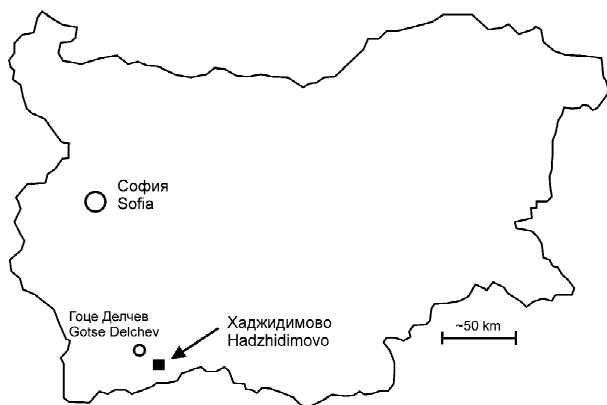 София
Sofia
Гоце Делчев
Gotse Delchev
Хаджидимово
Hadzhidimovo
~50 km